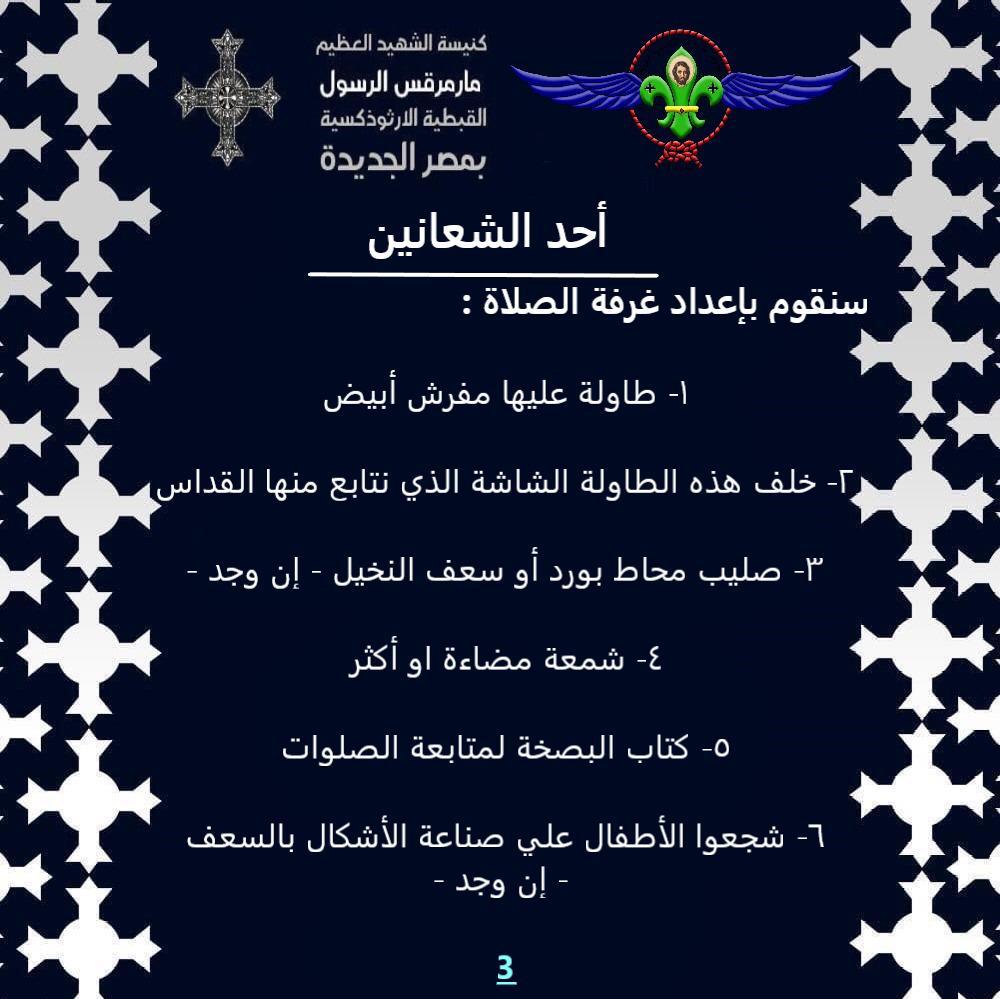 كنيسة الشهيد العظيم
مارمرقس الرسول
القبطية الارثوذكسية
بمصر الجديدة
أحد الشعانين
سنقوم بإعداد غرفة الصلاة :
١- طاولة عليها مفرش أبيض
٢- خلف هذه الطاولة الشاشة الذي نتابع منها القداس
٣- صليب محاط بورد أو سعف النخيل - إن وجد -
٤- شمعة مضاءة او أكثر
٥- كتاب البصخة لمتابعة الصلوات
٦- شجعوا الأطفال علي صناعة الأشكال بالسعف
- إن وجد -
3